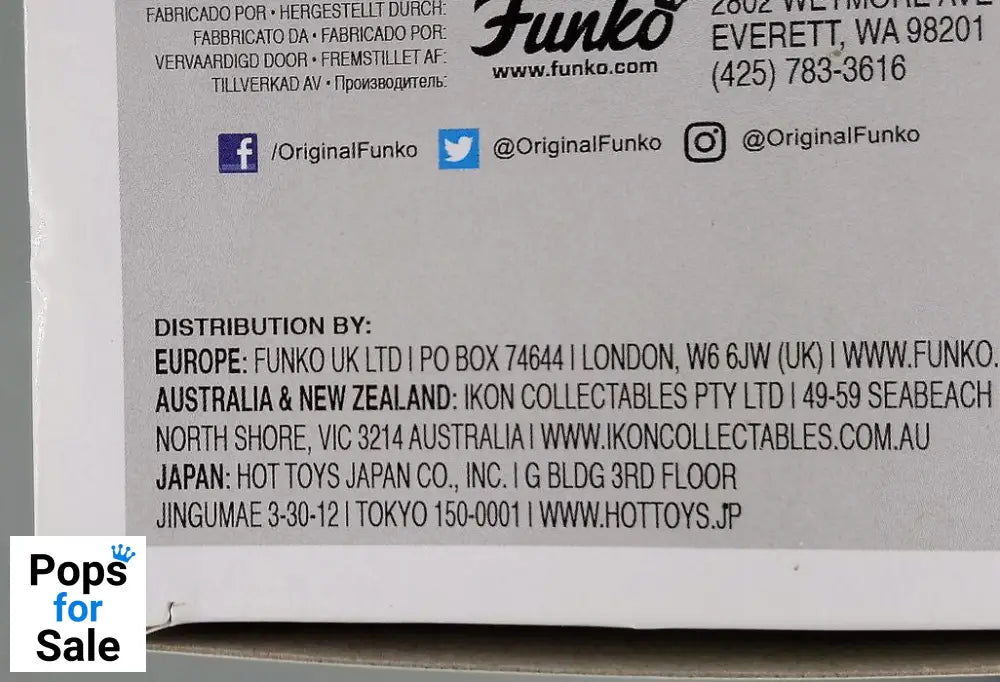 FABRICADO POR • HERGESTELLT DURCH:
FABBRICATO DA • FABRICADO POR:
VERVAARDIGD DOOR • FREMSTILLET AF:
TILLVERKAD AV • Производитель:
Funko
www.funko.com
2802 WETMORE AVE
EVERETT, WA 98201
(425) 783-3616
/OriginalFunko @OriginalFunko @OriginalFunko
DISTRIBUTION BY:
EUROPE: FUNKO UK LTD | PO BOX 74644 | LONDON, W6 6JW (UK) | WWW.FUNKO.
AUSTRALIA & NEW ZEALAND: IKON COLLECTABLES PTY LTD | 49-59 SEABEACH
NORTH SHORE, VIC 3214 AUSTRALIA | WWW.IKONCOLLECTABLES.COM.AU
JAPAN: HOT TOYS JAPAN CO., INC. | G BLDG 3RD FLOOR
JINGUMAE 3-30-12 | TOKYO 150-0001 | WWW.HOTTOYS.JP
Pops
for
Sale